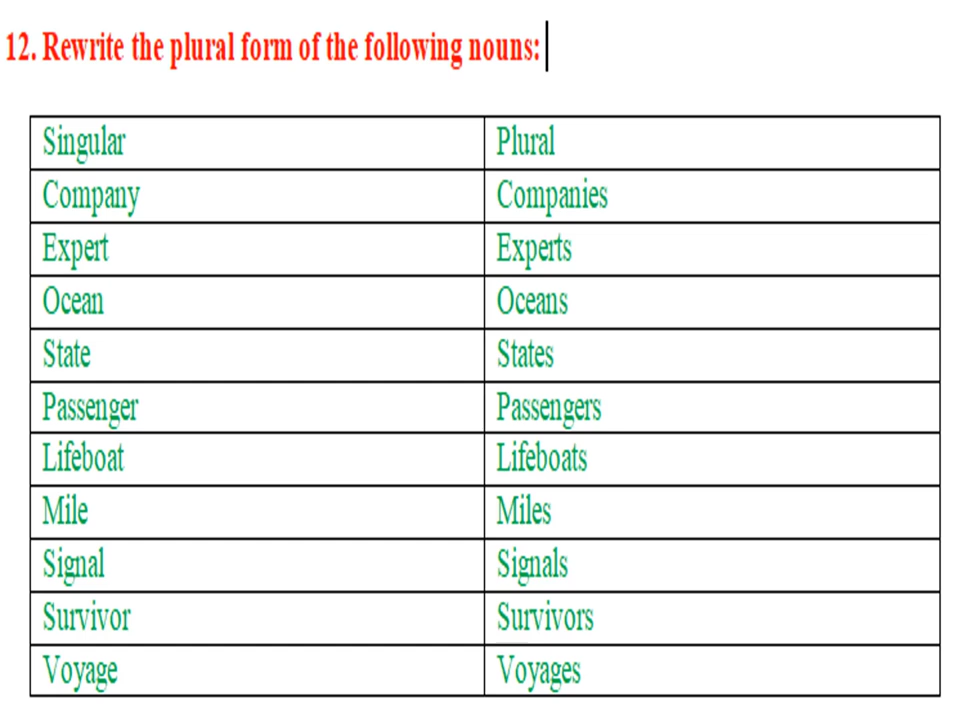 12. Rewrite the plural form of the following nouns:
Singular Plural
Company Companies
Expert Experts
Ocean Oceans
State States
Passenger Passengers
Lifeboat Lifeboats
Mile Miles
Signal Signals
Survivor Survivors
Voyage Voyages